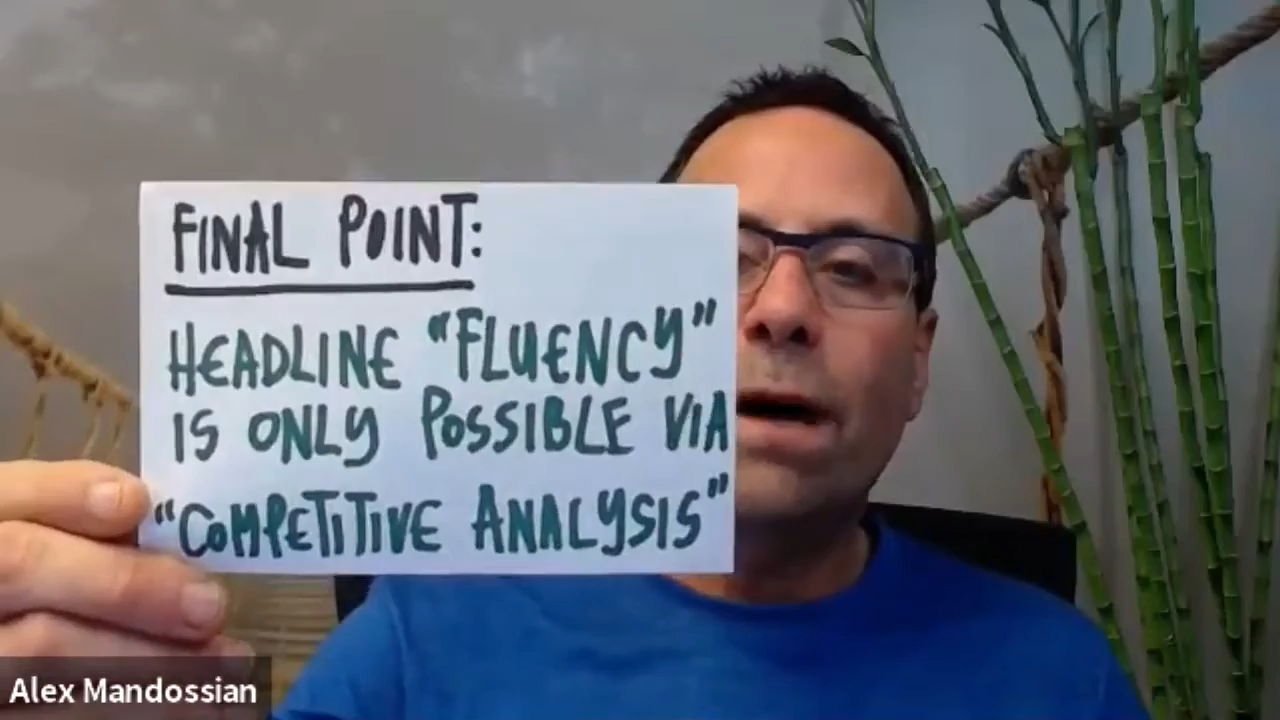 FINAL POINT:
HEADLINE "FLUENCY"
IS ONLY POSSIBLE VIA
"COMPETITIVE ANALYSIS"
Alex Mandossian